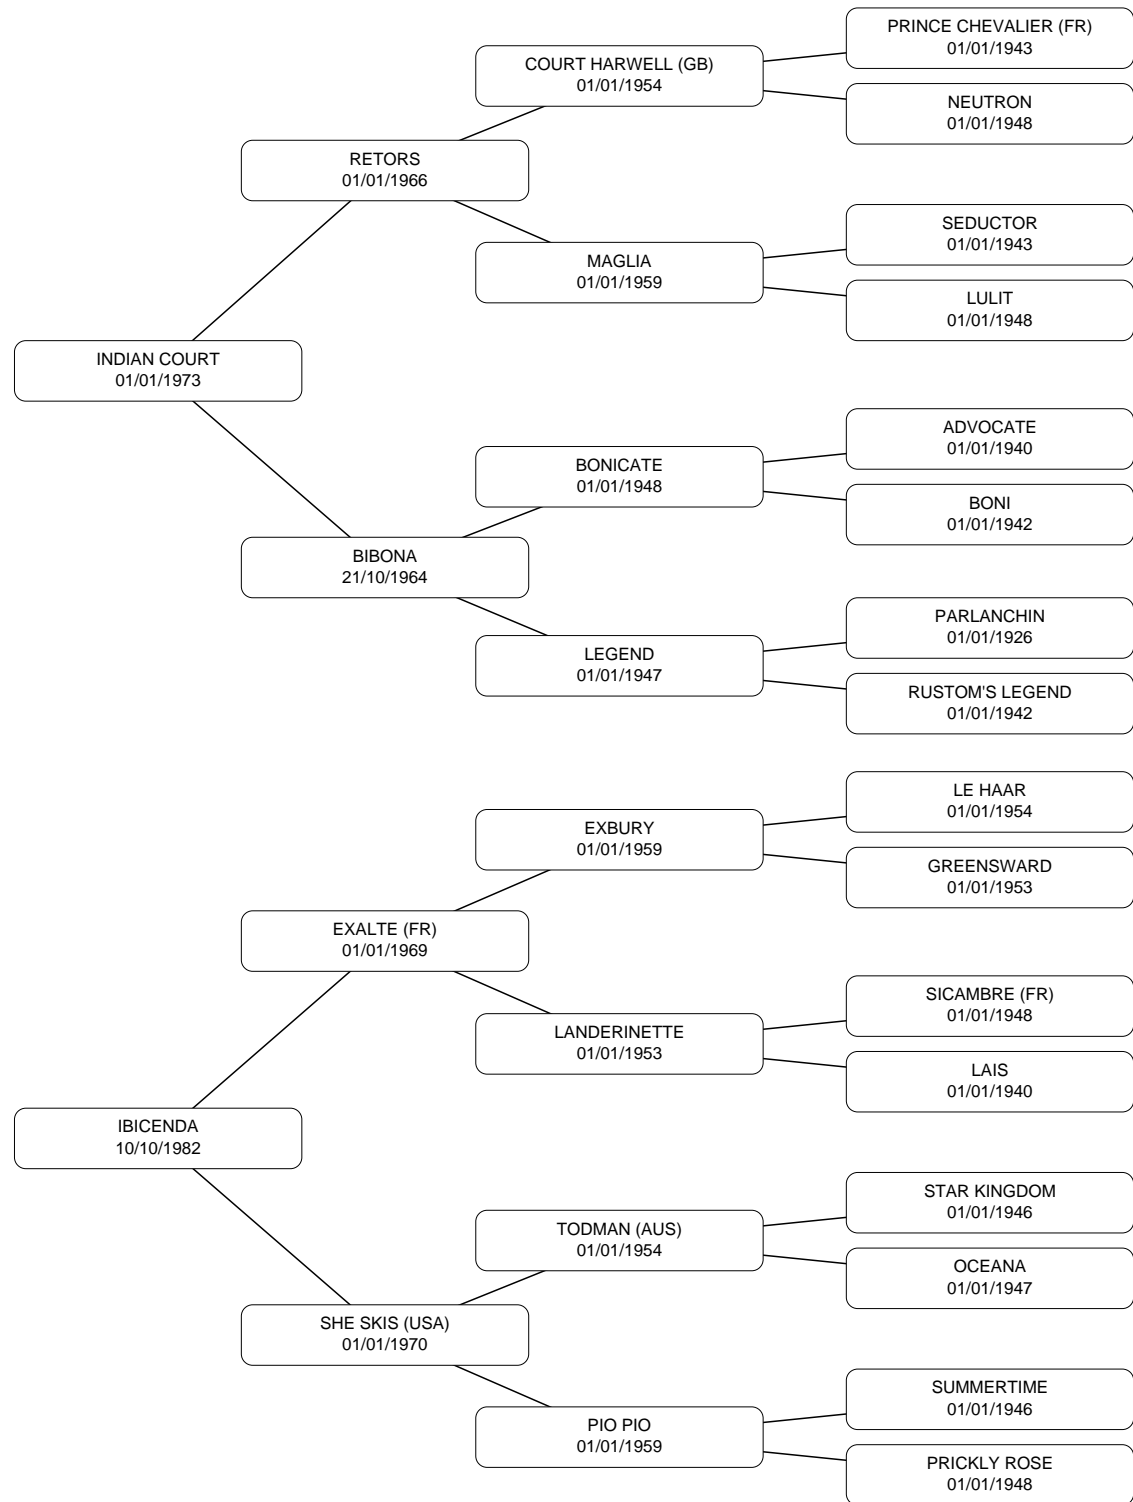 PRINCE CHEVALIER (FR)
01/01/1943
COURT HARWELL (GB)
01/01/1954
NEUTRON
01/01/1948
RETORS
01/01/1966
SEDUCTOR
01/01/1943
MAGLIA
01/01/1959
LULIT
01/01/1948
INDIAN COURT
01/01/1973
ADVOCATE
01/01/1940
BONICATE
01/01/1948
BONI
01/01/1942
BIBONA
21/10/1964
PARLANCHIN
01/01/1926
LEGEND
01/01/1947
RUSTOM'S LEGEND
01/01/1942
LE HAAR
01/01/1954
EXBURY
01/01/1959
GREENSWARD
01/01/1953
EXALTE (FR)
01/01/1969
SICAMBRE (FR)
01/01/1948
LANDERINETTE
01/01/1953
LAIS
01/01/1940
IBICENDA
10/10/1982
STAR KINGDOM
01/01/1946
TODMAN (AUS)
01/01/1954
OCEANA
01/01/1947
SHE SKIS (USA)
01/01/1970
SUMMERTIME
01/01/1946
PIO PIO
01/01/1959
PRICKLY ROSE
01/01/1948